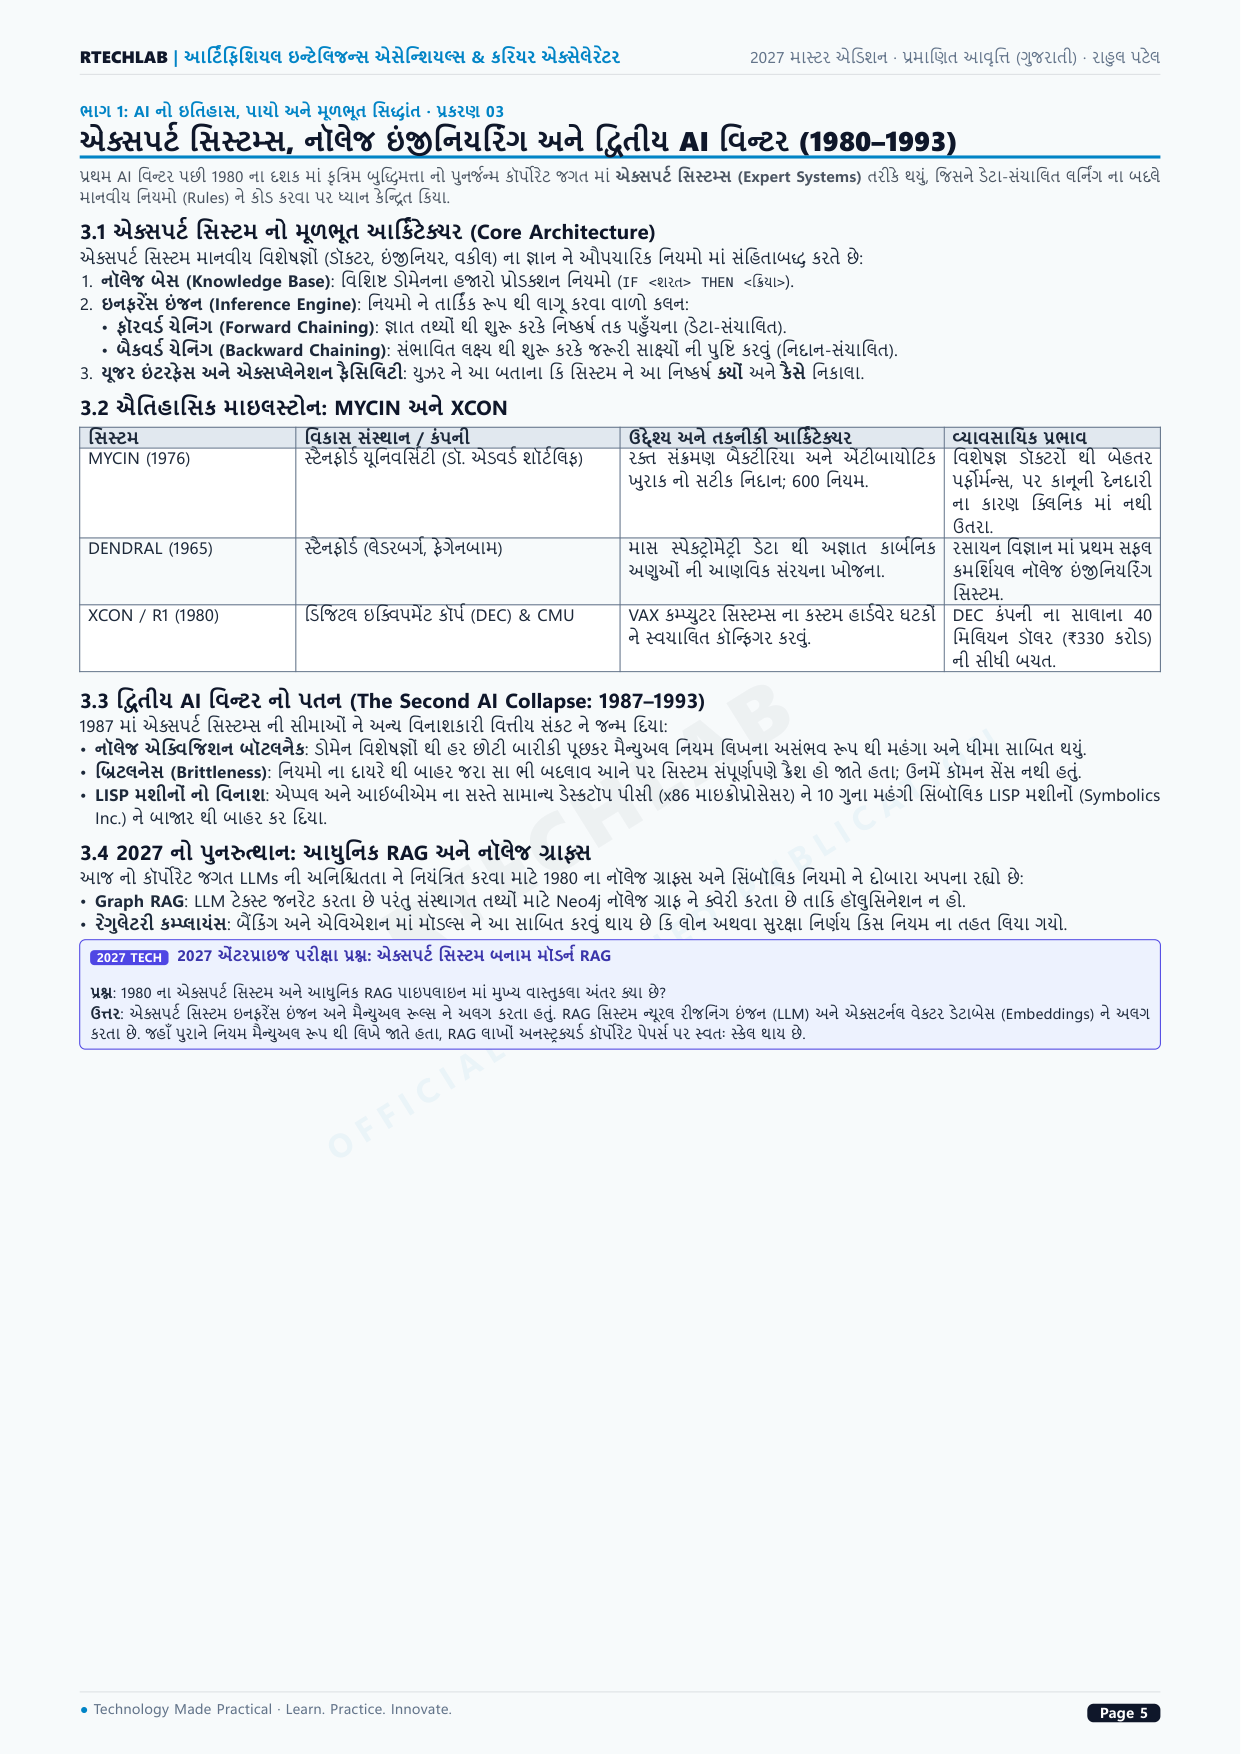 RTECHLAB | આર્ટિફિશિયલ ઇન્ટેલિજન્સ એસેન્શિયલ્સ & કરિયર એક્સેલેરેટર
2027 માસ્ટર એડિશન · પ્રમાણિત આવૃત્તિ (ગુજરાતી) · રાહુલ પટેલ
ભાગ 1: AI નો ઇતિહાસ, પાયો અને મૂળભૂત સિદ્ધાંત · પ્રકરણ 03
એક્સપર્ટ સિસ્ટમ્સ, નૉલેજ ઇંજીનિયરિંગ અને દ્વિતીય AI વિન્ટર (1980–1993)
પ્રથમ AI વિન્ટર પછી 1980 ના દશક માં કૃત્રિમ બુદ્ધિમત્તા નો પુનર્જન્મ કૉર્પોરેટ જગત માં એક્સપર્ટ સિસ્ટમ્સ (Expert Systems) તરીકે થયું, જિસને ડેટા-સંચાલિત લર્નિંગ ના બદલે
માનવીય નિયમો (Rules) ને કોડ કરવા પર ધ્યાન કેન્દ્રિત કિયા.
3.1 એક્સપર્ટ સિસ્ટમ નો મૂળભૂત આર્કિટેક્ચર (Core Architecture)
એક્સપર્ટ સિસ્ટમ માનવીય વિશેષજ્ઞોં (ડૉક્ટર, ઇંજીનિયર, વકીલ) ના જ્ઞાન ને ઔપચારિક નિયમો માં સંહિતાબદ્ધ કરતે છે:
1. નૉલેજ બેસ (Knowledge Base): વિશિષ્ટ ડોમેનના હજારો પ્રોડક્શન નિયમો (IF <શરત> THEN <ક્રિયા>).
2. ઇનફરેંસ ઇંજન (Inference Engine): નિયમો ને તાર્કિક રૂપ થી લાગૂ કરવા વાળો કલન:
• ફૉરવર્ડ ચેનિંગ (Forward Chaining): જ્ઞાત તથ્યોં થી શુરૂ કરકે નિષ્કર્ષ તક પહુઁચના (ડેટા-સંચાલિત).
• બૈકવર્ડ ચેનિંગ (Backward Chaining): સંભાવિત લક્ષ્ય થી શુરૂ કરકે જરૂરી સાક્ષ્યોં ની પુષ્ટિ કરવું (નિદાન-સંચાલિત).
3. યૂજર ઇંટરફેસ અને એક્સપ્લેનેશન ફૈસિલિટી: યુઝર ને આ બતાના કિ સિસ્ટમ ને આ નિષ્કર્ષ ક્યોં અને કૈસે નિકાલા.
3.2 ઐતિહાસિક માઇલસ્ટોન: MYCIN અને XCON
સિસ્ટમ વિકાસ સંસ્થાન / કંપની ઉદ્દેશ્ય અને તકનીકી આર્કિટેક્ચર વ્યાવસાયિક પ્રભાવ
MYCIN (1976) સ્ટૈનફોર્ડ યૂનિવર્સિટી (ડૉ. એડવર્ડ શૉર્ટલિફ) રક્ત સંક્રમણ બૈક્ટીરિયા અને એંટીબાયોટિક
ખુરાક નો સટીક નિદાન; 600 નિયમ.
વિશેષજ્ઞ ડૉક્ટરોં થી બેહતર
પર્ફોર્મન્સ, પર કાનૂની દેનદારી
ના કારણ ક્લિનિક માં નથી
ઉતરા.
DENDRAL (1965) સ્ટૈનફોર્ડ (લેડરબર્ગ, ફેગેનબામ) માસ સ્પેક્ટ્રોમેટ્રી ડેટા થી અજ્ઞાત કાર્બનિક
અણુઓં ની આણવિક સંરચના ખોજના.
રસાયન વિજ્ઞાન માં પ્રથમ સફલ
કમર્શિયલ નૉલેજ ઇંજીનિયરિંગ
સિસ્ટમ.
XCON / R1 (1980) ડિજિટલ ઇક્વિપમેંટ કૉર્પ (DEC) & CMU VAX કમ્પ્યુટર સિસ્ટમ્સ ના કસ્ટમ હાર્ડવેર ઘટકોં
ને સ્વચાલિત કૉન્ફિગર કરવું.
DEC કંપની ના સાલાના 40
મિલિયન ડૉલર (₹330 કરોડ)
ની સીધી બચત.
3.3 દ્વિતીય AI વિન્ટર નો પતન (The Second AI Collapse: 1987–1993)
1987 માં એક્સપર્ટ સિસ્ટમ્સ ની સીમાઓં ને અન્ય વિનાશકારી વિત્તીય સંકટ ને જન્મ દિયા:
• નૉલેજ એક્વિજિશન બૉટલનૈક: ડોમેન વિશેષજ્ઞોં થી હર છોટી બારીકી પૂછકર મૈન્યુઅલ નિયમ લિખના અસંભવ રૂપ થી મહંગા અને ધીમા સાબિત થયું.
• બ્રિટલનેસ (Brittleness): નિયમો ના દાયરે થી બાહર જરા સા ભી બદલાવ આને પર સિસ્ટમ સંપૂર્ણપણે ક્રૈશ હો જાતે હતા; ઉનમેં કૉમન સેંસ નથી હતું.
• LISP મશીનોં નો વિનાશ: એપ્પલ અને આઈબીએમ ના સસ્તે સામાન્ય ડેસ્કટૉપ પીસી (x86 માઇક્રોપ્રોસેસર) ને 10 ગુના મહંગી સિંબૉલિક LISP મશીનોં (Symbolics
Inc.) ને બાજાર થી બાહર કર દિયા.
3.4 2027 નો પુનરુત્થાન: આધુનિક RAG અને નૉલેજ ગ્રાફ્સ
આજ નો કૉર્પોરેટ જગત LLMs ની અનિશ્ચિતતા ને નિયંત્રિત કરવા માટે 1980 ના નૉલેજ ગ્રાફ્સ અને સિંબૉલિક નિયમો ને દોબારા અપના રહ્યો છે:
• Graph RAG: LLM ટેક્સ્ટ જનરેટ કરતા છે પરંતુ સંસ્થાગત તથ્યોં માટે Neo4j નૉલેજ ગ્રાફ ને ક્વેરી કરતા છે તાકિ હૉલુસિનેશન ન હો.
• રેગુલેટરી કમ્પ્લાયંસ: બૈંકિંગ અને એવિએશન માં મૉડલ્સ ને આ સાબિત કરવું થાય છે કિ લોન અથવા સુરક્ષા નિર્ણય કિસ નિયમ ના તહત લિયા ગયો.
2027 TECH 2027 એંટરપ્રાઇજ પરીક્ષા પ્રશ્ન: એક્સપર્ટ સિસ્ટમ બનામ મૉડર્ન RAG
પ્રશ્ન: 1980 ના એક્સપર્ટ સિસ્ટમ અને આધુનિક RAG પાઇપલાઇન માં મુખ્ય વાસ્તુકલા અંતર ક્યા છે?
ઉત્તર: એક્સપર્ટ સિસ્ટમ ઇનફરેંસ ઇંજન અને મૈન્યુઅલ રૂલ્સ ને અલગ કરતા હતું. RAG સિસ્ટમ ન્યૂરલ રીજનિંગ ઇંજન (LLM) અને એક્સટર્નલ વેક્ટર ડેટાબેસ (Embeddings) ને અલગ
કરતા છે. જહાઁ પુરાને નિયમ મૈન્યુઅલ રૂપ થી લિખે જાતે હતા, RAG લાખોં અનસ્ટ્રક્ચર્ડ કૉર્પોરેટ પેપર્સ પર સ્વતઃ સ્કેલ થાય છે.
● Technology Made Practical · Learn. Practice. Innovate.
Page 5